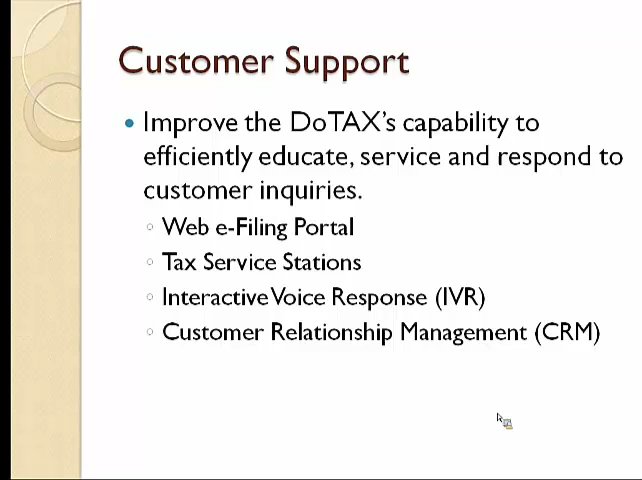 Customer Support
Improve the DoTAX's capability to
efficiently educate, service and respond to
customer inquiries.
Web e-Filing Portal
Tax Service Stations
Interactive Voice Response (IVR)
Customer Relationship Management (CRM)